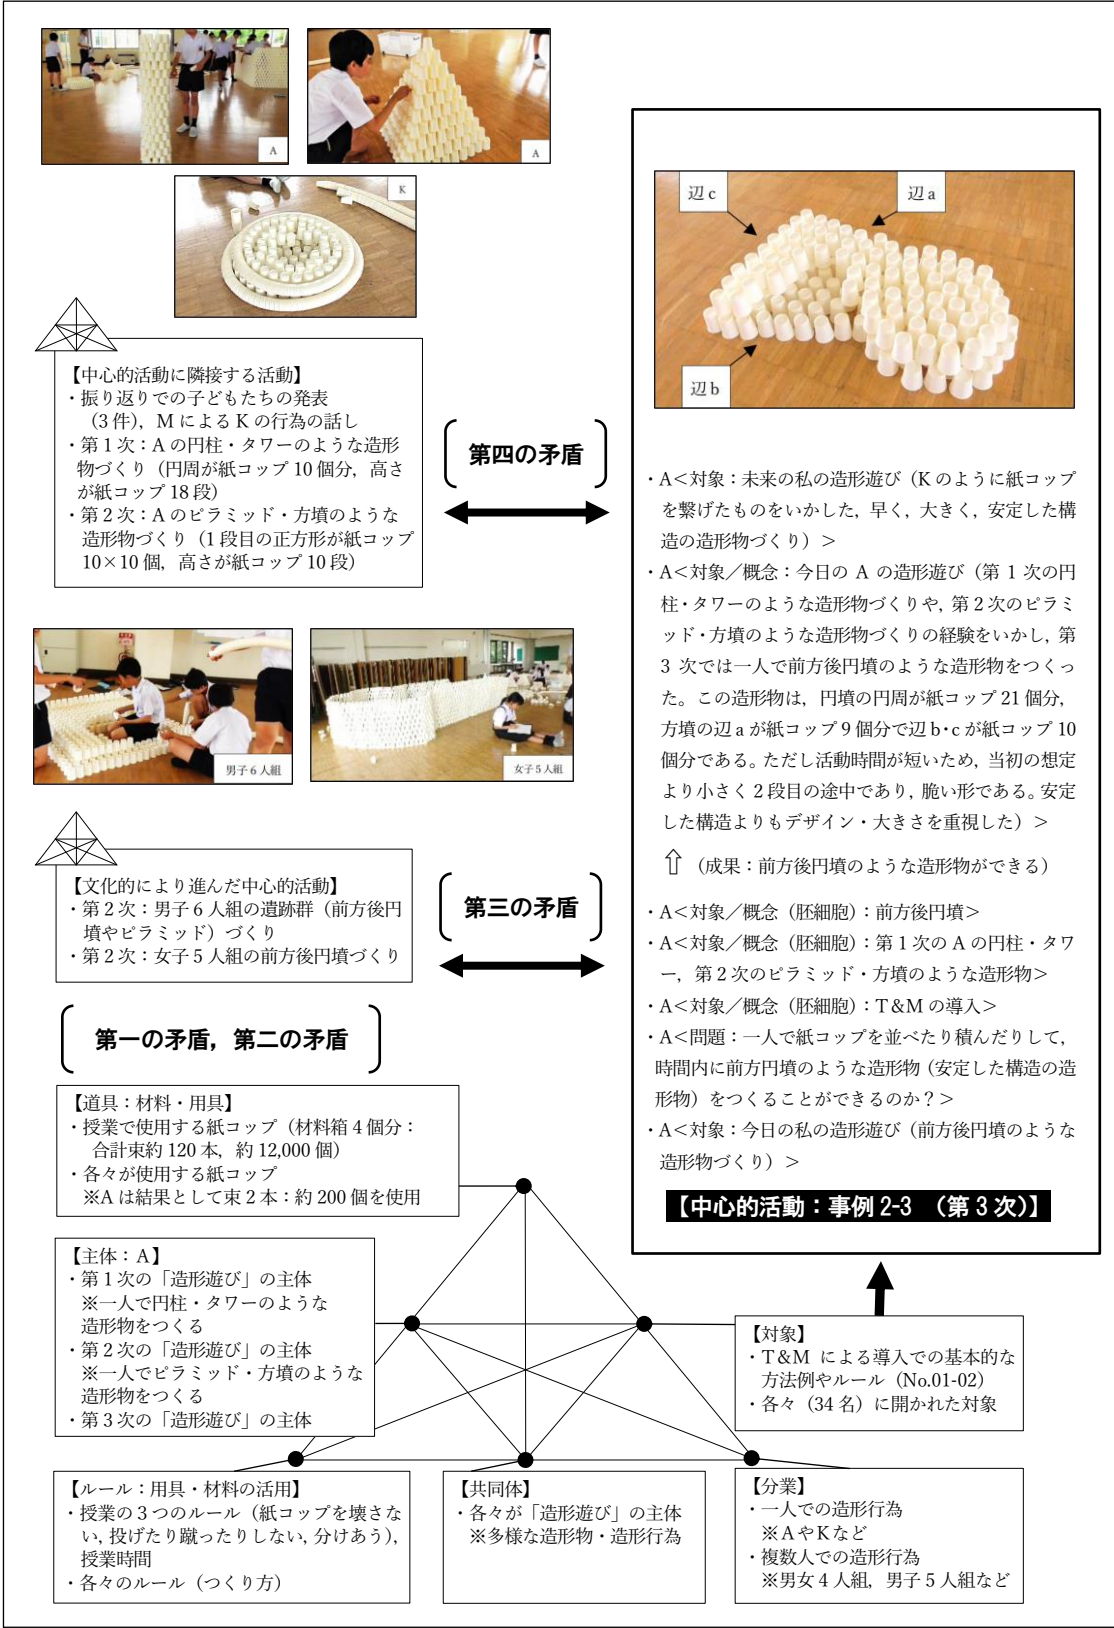 A
A
K
【中心的活動に隣接する活動】
・振り返りでの子どもたちの発表
（3件），MによるKの行為の話し
・第1次：Aの円柱・タワーのような造形
物づくり（円周が紙コップ10個分，高さ
が紙コップ18段）
・第2次：Aのピラミッド・方墳のような
造形物づくり（1段目の正方形が紙コップ
10×10個，高さが紙コップ10段）
第四の矛盾
男子6人組
女子5人組
【文化的により進んだ中心的活動】
・第2次：男子6人組の遺跡群（前方後円
墳やピラミッド）づくり
・第2次：女子5人組の前方後円墳づくり
第三の矛盾
第一の矛盾，第二の矛盾
辺c
辺a
辺b
・A＜対象：未来の私の造形遊び（Kのように紙コップ
を繋げたものをいかした，早く，大きく，安定した構
造の造形物づくり）＞
・A＜対象／概念：今日のAの造形遊び（第1次の円
柱・タワーのような造形物づくりや，第2次のピラミ
ッド・方墳のような造形物づくりの経験をいかし，第
3次では一人で前方後円墳のような造形物をつくっ
た。この造形物は，円墳の円周が紙コップ21個分，
方墳の辺aが紙コップ9個分で辺b・cが紙コップ10
個分である。ただし活動時間が短いため，当初の想定
より小さく2段目の途中であり，脆い形である。安定
した構造よりもデザイン・大きさを重視した）＞
⇧（成果：前方後円墳のような造形物ができる）
・A＜対象／概念（胚細胞）：前方後円墳＞
・A＜対象／概念（胚細胞）：第1次のAの円柱・タワ
ー，第2次のピラミッド・方墳のような造形物＞
・A＜対象／概念（胚細胞）：T&Mの導入＞
・A＜問題：一人で紙コップを並べたり積んだりして，
時間内に前方円墳のような造形物（安定した構造の造
形物）をつくることができるのか？＞
・A＜対象：今日の私の造形遊び（前方後円墳のような
造形物づくり）＞
【中心的活動：事例2-3 （第3次）】
【道具：材料・用具】
・授業で使用する紙コップ（材料箱4個分：
合計束約120本，約12,000個）
・各々が使用する紙コップ
※Aは結果として束2本：約200個を使用
【主体：A】
・第1次の「造形遊び」の主体
※一人で円柱・タワーのような
造形物をつくる
・第2次の「造形遊び」の主体
※一人でピラミッド・方墳のような
造形物をつくる
・第3次の「造形遊び」の主体
【対象】
・T&Mによる導入での基本的な
方法例やルール（No.01-02）
・各々（34名）に開かれた対象
【ルール：用具・材料の活用】
・授業の3つのルール（紙コップを壊さな
い，投げたり蹴ったりしない，分けあう），
授業時間
・各々のルール（つくり方）
【共同体】
・各々が「造形遊び」の主体
※多様な造形物・造形行為
【分業】
・一人での造形行為
※AやKなど
・複数人での造形行為
※男女4人組，男子5人組など